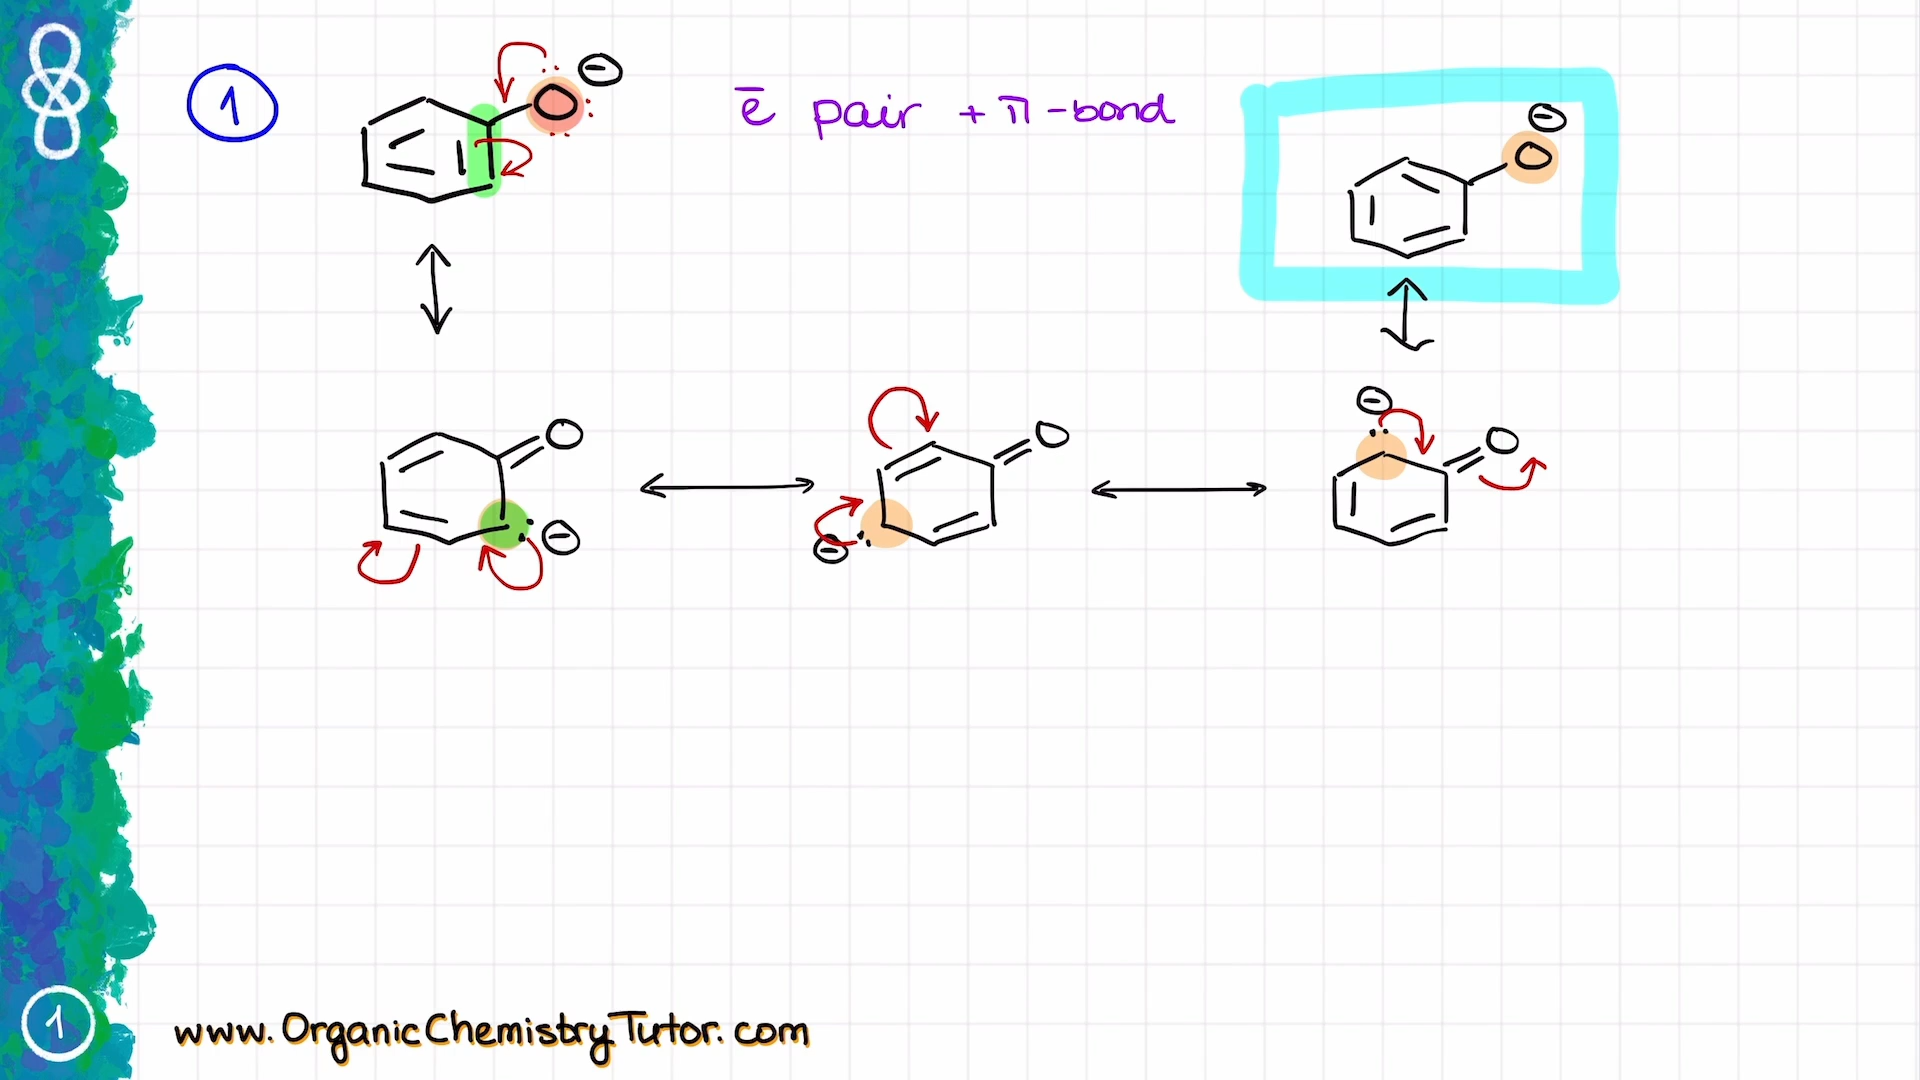 1
O
⊖
ē pair + π-bond
⊖
O
O
⊖
O
⊖
⊖
O
1
www.OrganicChemistryTutor.com